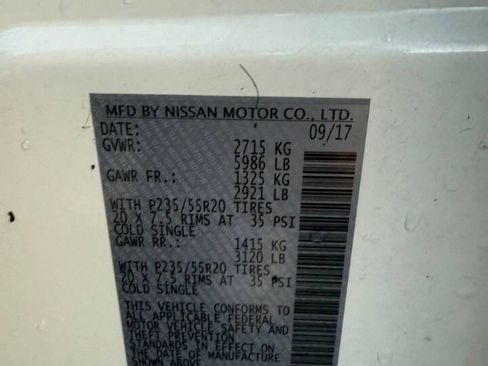 MFD BY NISSAN MOTOR CO., LTD.
DATE: 09/17
GVWR: 2715 KG
5986 LB
GAWR FR.: 1325 KG
2921 LB
WITH P235/55R20 TIRES
20 X 7.5 RIMS AT 35 PSI
COLD SINGLE
GAWR RR.: 1415 KG
3120 LB
WITH P235/55R20 TIRES
20 X 7.5 RIMS AT 35 PSI
COLD SINGLE
THIS VEHICLE CONFORMS TO
ALL APPLICABLE FEDERAL
MOTOR VEHICLE SAFETY AND
THEFT PREVENTION
STANDARDS IN EFFECT ON
THE DATE OF MANUFACTURE
SHOWN ABOVE